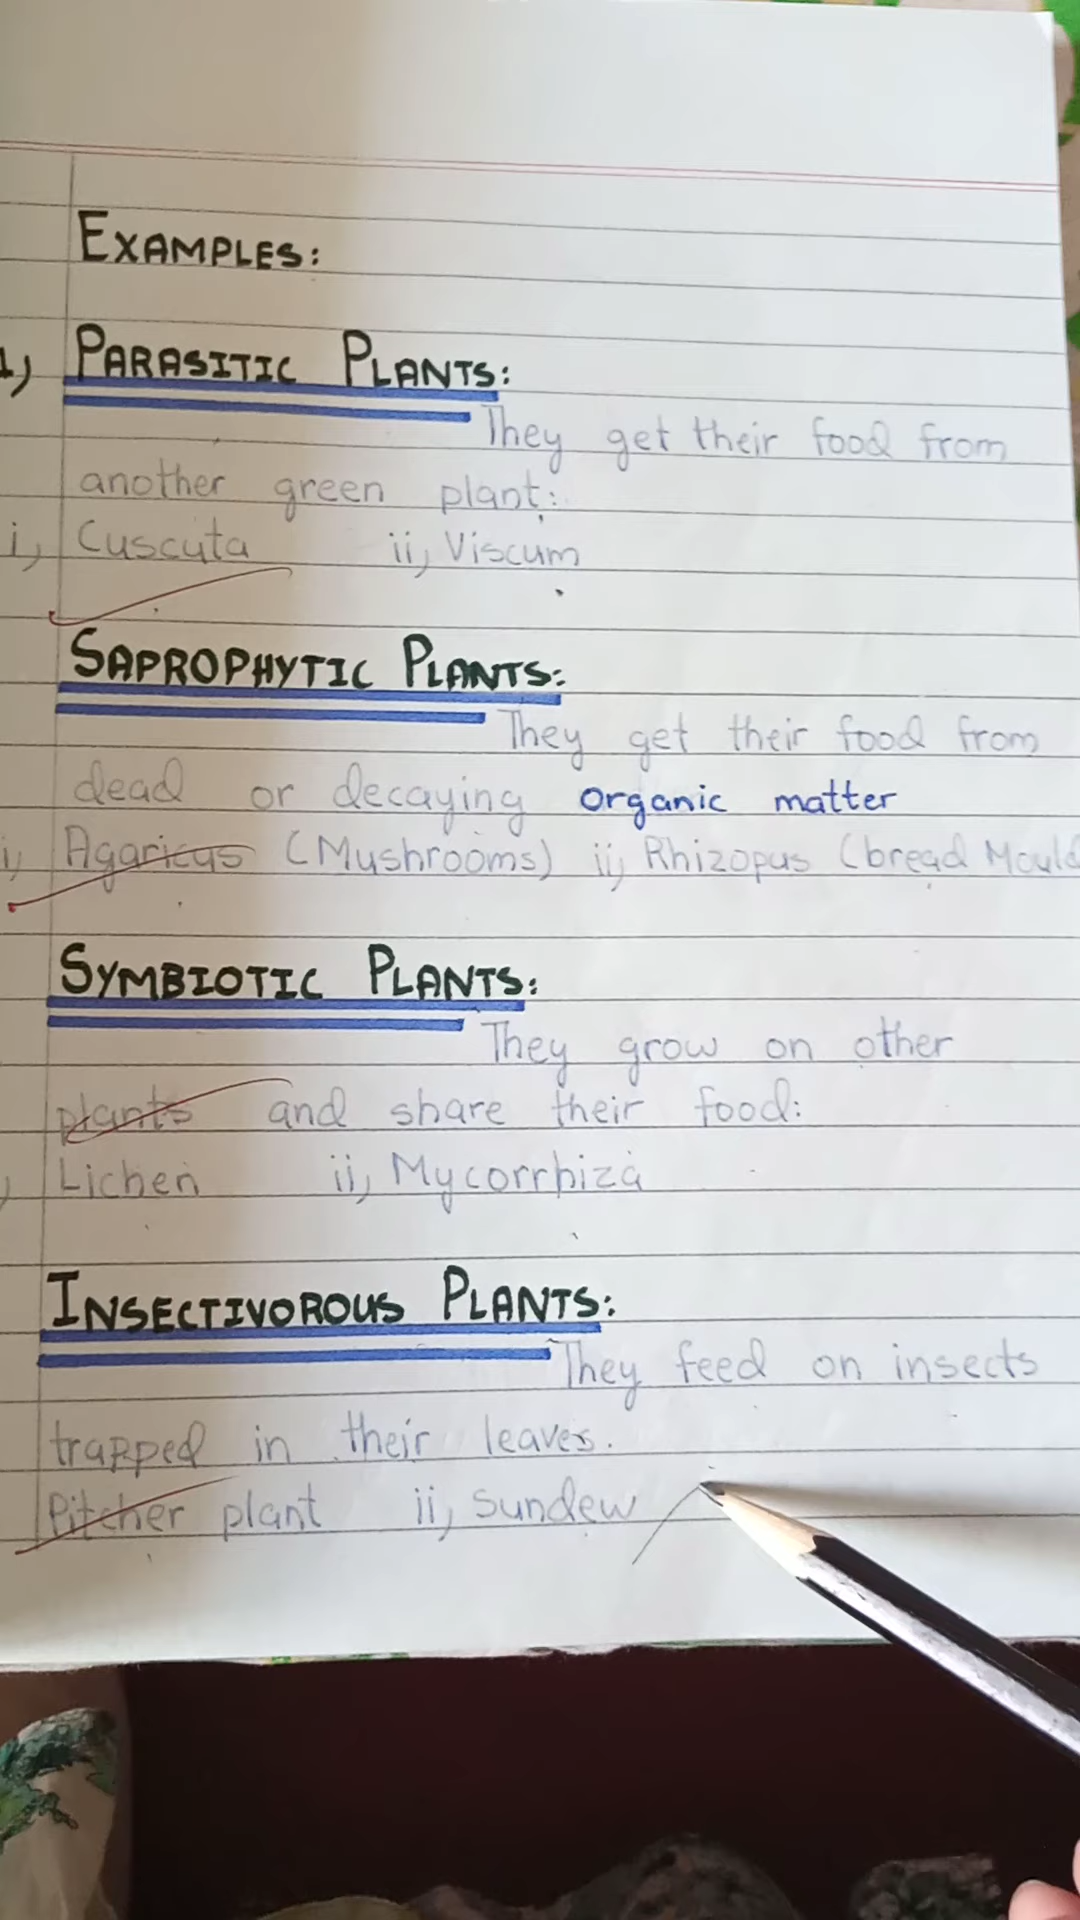 EXAMPLES:
1) PARASITIC PLANTS:
They get their food from
another green plant:
i, Cuscuta ii, Viscum
SAPROPHYTIC PLANTS:
They get their food from
dead or decaying organic matter
i, Agaricus (Mushrooms) ii, Rhizopus (bread Mould
SYMBIOTIC PLANTS:
They grow on other
plants and share their food:
Lichen ii, Mycorrhiza
INSECTIVOROUS PLANTS:
They feed on insects
trapped in their leaves.
Pitcher plant ii, Sundew